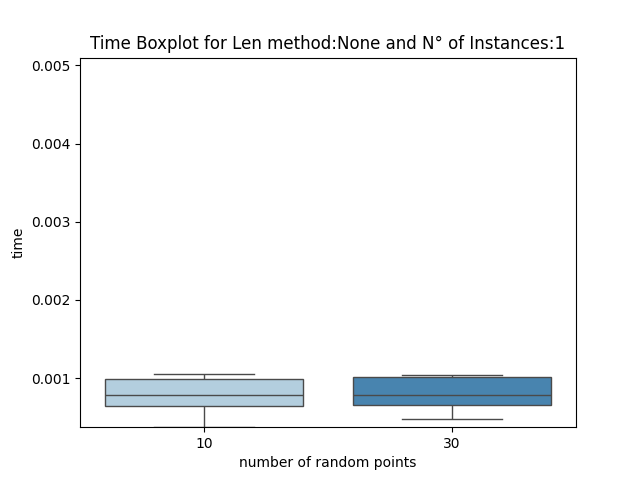 Time Boxplot for Len method:None and N° of Instances:1
0.005
0.004
0.003
0.002
0.001
time
10 30
number of random points